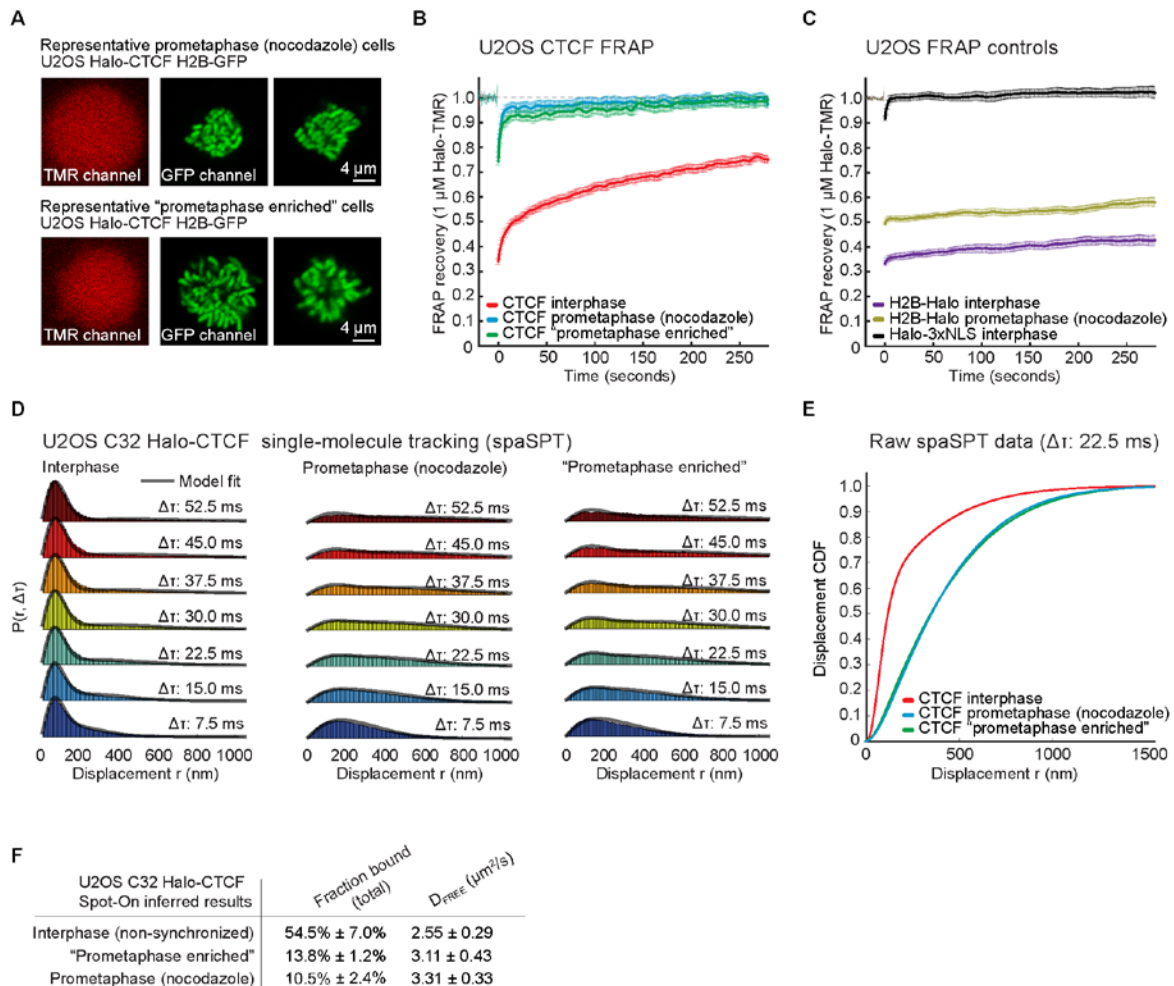 A
Representative prometaphase (nocodazole) cells
U2OS Halo-CTCF H2B-GFP
TMR channel
GFP channel
4 µm
Representative “prometaphase enriched” cells
U2OS Halo-CTCF H2B-GFP
TMR channel
GFP channel
4 µm
B
U2OS CTCF FRAP
FRAP recovery (1 µM Halo-TMR)
1.0
0.9
0.8
0.7
0.6
0.5
0.4
0.3
0.2
0.1
0
CTCF interphase
CTCF prometaphase (nocodazole)
CTCF “prometaphase enriched”
0 50 100 150 200 250
Time (seconds)
C
U2OS FRAP controls
FRAP recovery (1 µM Halo-TMR)
1.0
0.9
0.8
0.7
0.6
0.5
0.4
0.3
0.2
0.1
0
H2B-Halo interphase
H2B-Halo prometaphase (nocodazole)
Halo-3xNLS interphase
0 50 100 150 200 250
Time (seconds)
D
U2OS C32 Halo-CTCF single-molecule tracking (spaSPT)
P(r, Δτ)
Interphase
Model fit
Δτ: 52.5 ms
Δτ: 45.0 ms
Δτ: 37.5 ms
Δτ: 30.0 ms
Δτ: 22.5 ms
Δτ: 15.0 ms
Δτ: 7.5 ms
0 200 400 600 800 1000
Displacement r (nm)
Prometaphase (nocodazole)
Δτ: 52.5 ms
Δτ: 45.0 ms
Δτ: 37.5 ms
Δτ: 30.0 ms
Δτ: 22.5 ms
Δτ: 15.0 ms
Δτ: 7.5 ms
0 200 400 600 800 1000
Displacement r (nm)
“Prometaphase enriched”
Δτ: 52.5 ms
Δτ: 45.0 ms
Δτ: 37.5 ms
Δτ: 30.0 ms
Δτ: 22.5 ms
Δτ: 15.0 ms
Δτ: 7.5 ms
0 200 400 600 800 1000
Displacement r (nm)
E
Raw spaSPT data (Δτ: 22.5 ms)
Displacement CDF
1.0
0.9
0.8
0.7
0.6
0.5
0.4
0.3
0.2
0.1
0
CTCF interphase
CTCF prometaphase (nocodazole)
CTCF “prometaphase enriched”
0 500 1000 1500
Displacement r (nm)
F
U2OS C32 Halo-CTCF
Spot-On inferred results
Fraction bound
(total)
DFREE (µm²/s)
Interphase (non-synchronized) 54.5% ± 7.0% 2.55 ± 0.29
“Prometaphase enriched” 13.8% ± 1.2% 3.11 ± 0.43
Prometaphase (nocodazole) 10.5% ± 2.4% 3.31 ± 0.33